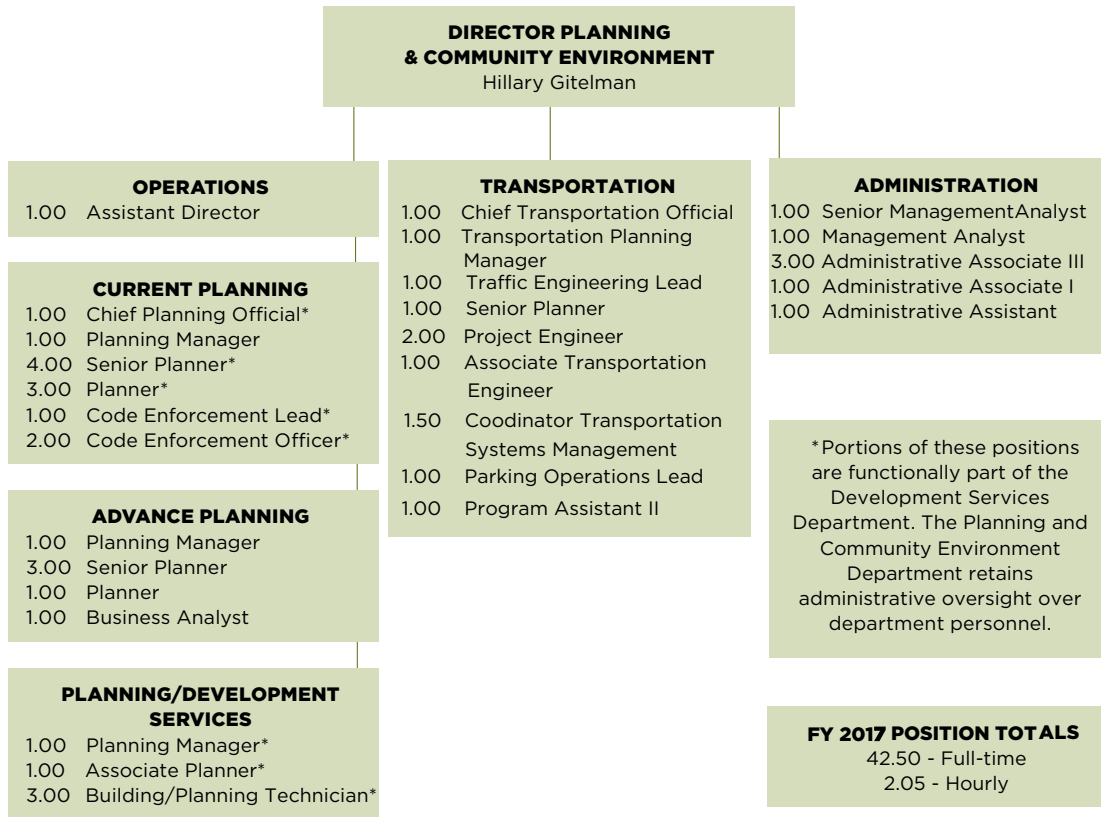 DIRECTOR PLANNING
& COMMUNITY ENVIRONMENT
Hillary Gitelman
OPERATIONS
1.00 Assistant Director
CURRENT PLANNING
1.00 Chief Planning Official*
1.00 Planning Manager
4.00 Senior Planner*
3.00 Planner*
1.00 Code Enforcement Lead*
2.00 Code Enforcement Officer*
ADVANCE PLANNING
1.00 Planning Manager
3.00 Senior Planner
1.00 Planner
1.00 Business Analyst
PLANNING/DEVELOPMENT
SERVICES
1.00 Planning Manager*
1.00 Associate Planner*
3.00 Building/Planning Technician*
TRANSPORTATION
1.00 Chief Transportation Official
1.00 Transportation Planning
Manager
1.00 Traffic Engineering Lead
1.00 Senior Planner
2.00 Project Engineer
1.00 Associate Transportation
Engineer
1.50 Coodinator Transportation
Systems Management
1.00 Parking Operations Lead
1.00 Program Assistant II
ADMINISTRATION
1.00 Senior ManagementAnalyst
1.00 Management Analyst
3.00 Administrative Associate III
1.00 Administrative Associate I
1.00 Administrative Assistant
*Portions of these positions
are functionally part of the
Development Services
Department. The Planning and
Community Environment
Department retains
administrative oversight over
department personnel.
FY 2017 POSITION TOTALS
42.50 - Full-time
2.05 - Hourly